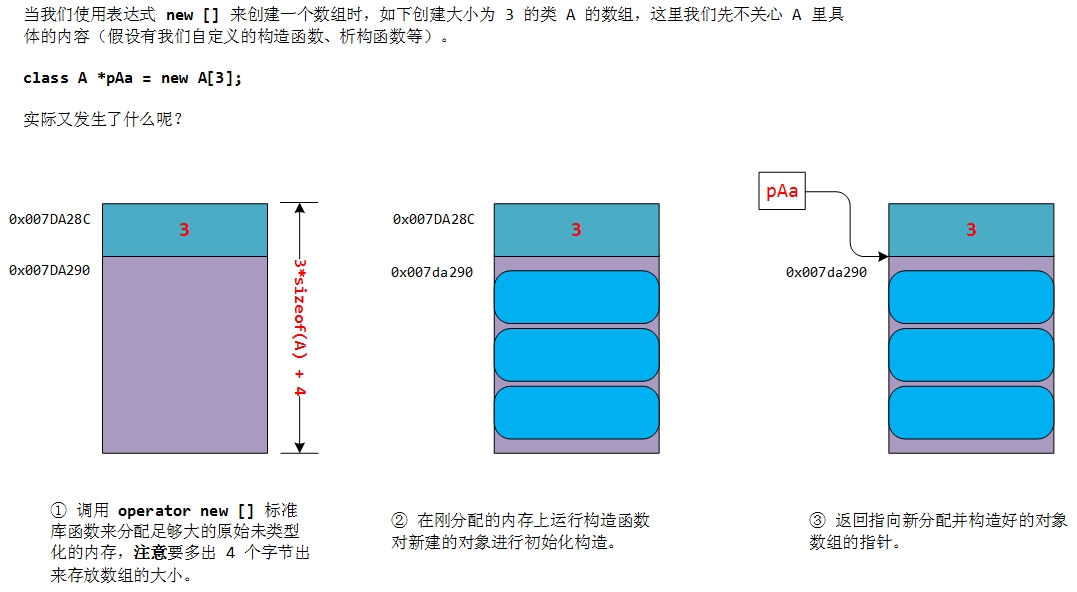 当我们使用表达式 new [] 来创建一个数组时，如下创建大小为 3 的类 A 的数组，这里我们先不关心 A 里具
体的内容（假设有我们自定义的构造函数、析构函数等）。
class A *pAa = new A[3];
实际又发生了什么呢？
0x007DA28C
3
0x007DA290
3*sizeof(A) + 4
① 调用 operator new [] 标准
库函数来分配足够大的原始未类型
化的内存，注意要多出 4 个字节出
来存放数组的大小。
0x007DA28C
3
0x007da290
② 在刚分配的内存上运行构造函数
对新建的对象进行初始化构造。
pAa
3
0x007da290
③ 返回指向新分配并构造好的对象
数组的指针。